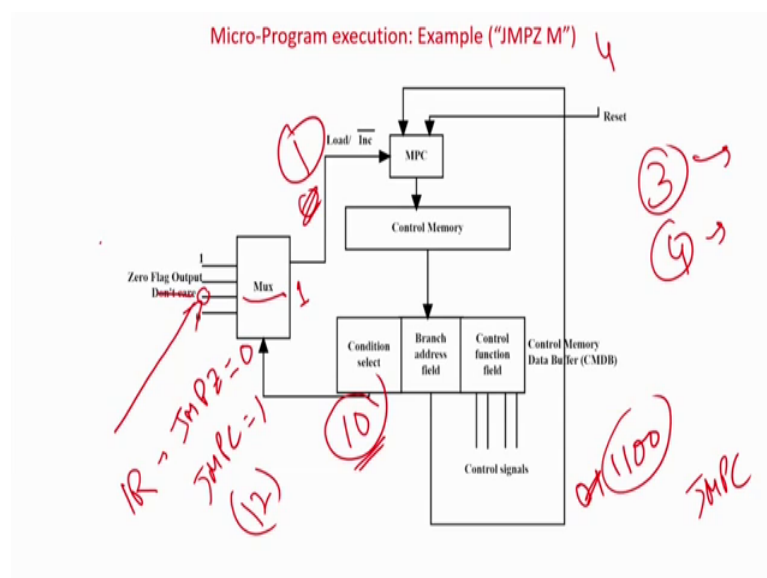 Micro-Program execution: Example ("JMPZ M")
4
Reset
1
Load/ Inc
MPC
3
4
Control Memory
1
Zero Flag Output
Don't care
Mux
1
Condition select
Branch address field
Control function field
Control Memory
Data Buffer (CMDB)
IR → JMPZ = 0
JMPC = 1
(12)
10
Control signals
1100
JMPC